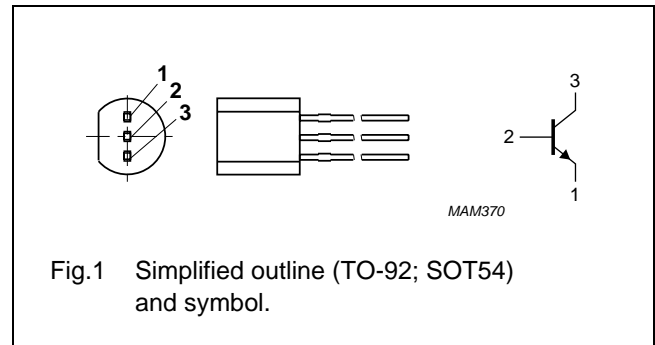 1
2
3
3
2
1
MAM370
Fig.1 Simplified outline (TO-92; SOT54)
and symbol.